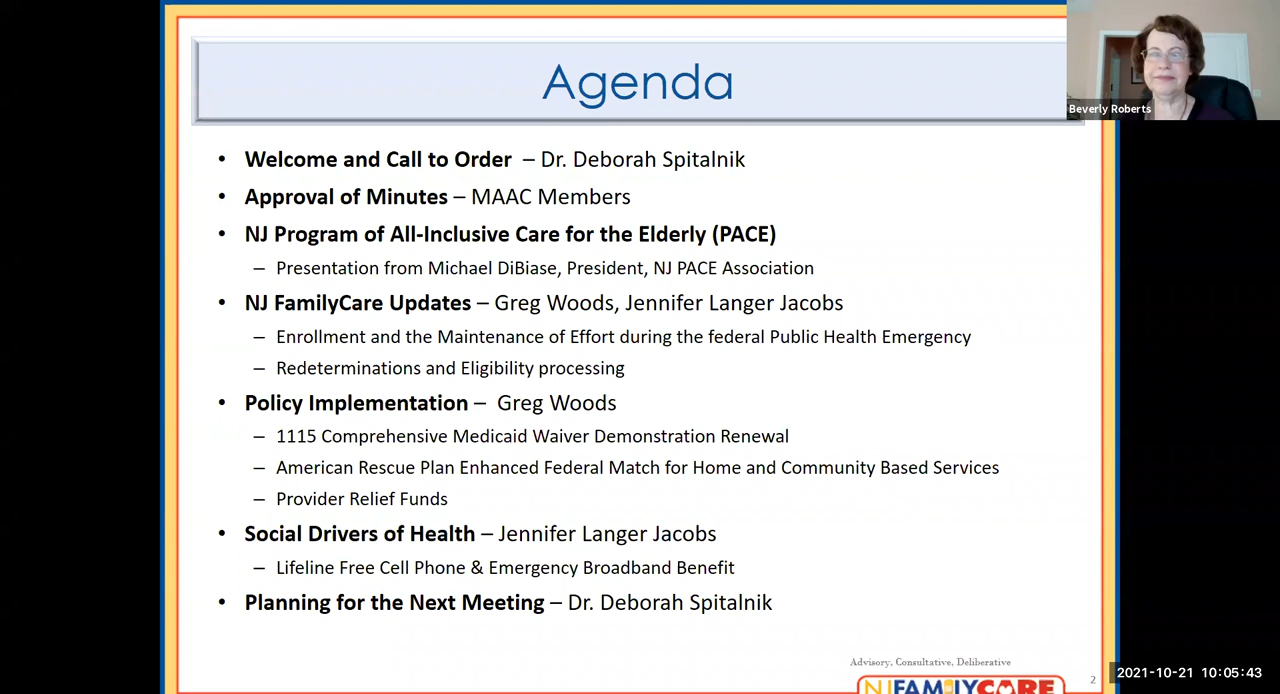 Agenda
Beverly Roberts
• Welcome and Call to Order – Dr. Deborah Spitalnik
• Approval of Minutes – MAAC Members
• NJ Program of All-Inclusive Care for the Elderly (PACE)
– Presentation from Michael DiBiase, President, NJ PACE Association
• NJ FamilyCare Updates – Greg Woods, Jennifer Langer Jacobs
– Enrollment and the Maintenance of Effort during the federal Public Health Emergency
– Redeterminations and Eligibility processing
• Policy Implementation – Greg Woods
– 1115 Comprehensive Medicaid Waiver Demonstration Renewal
– American Rescue Plan Enhanced Federal Match for Home and Community Based Services
– Provider Relief Funds
• Social Drivers of Health – Jennifer Langer Jacobs
– Lifeline Free Cell Phone & Emergency Broadband Benefit
• Planning for the Next Meeting – Dr. Deborah Spitalnik
Advisory, Consultative, Deliberative
NJFAMILYCARE
2
2021-10-21 10:05:43